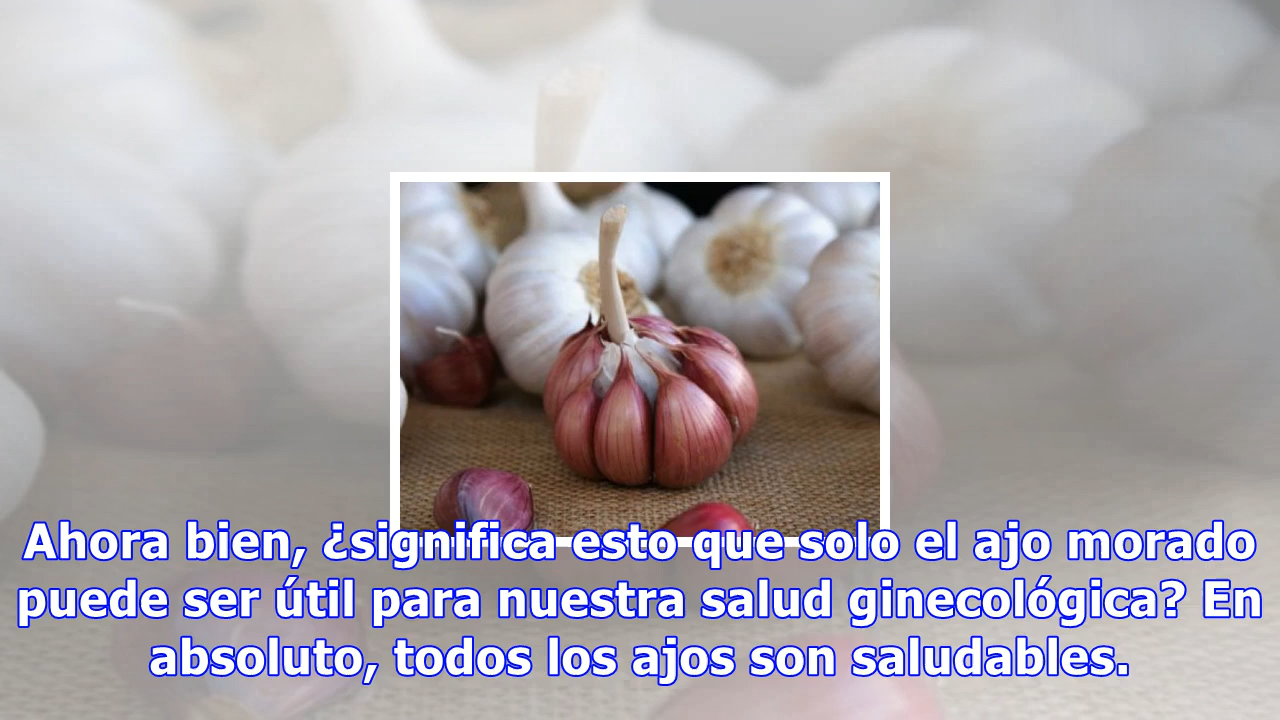 Ahora bien, ¿significa esto que solo el ajo morado
puede ser útil para nuestra salud ginecológica? En
absoluto, todos los ajos son saludables.